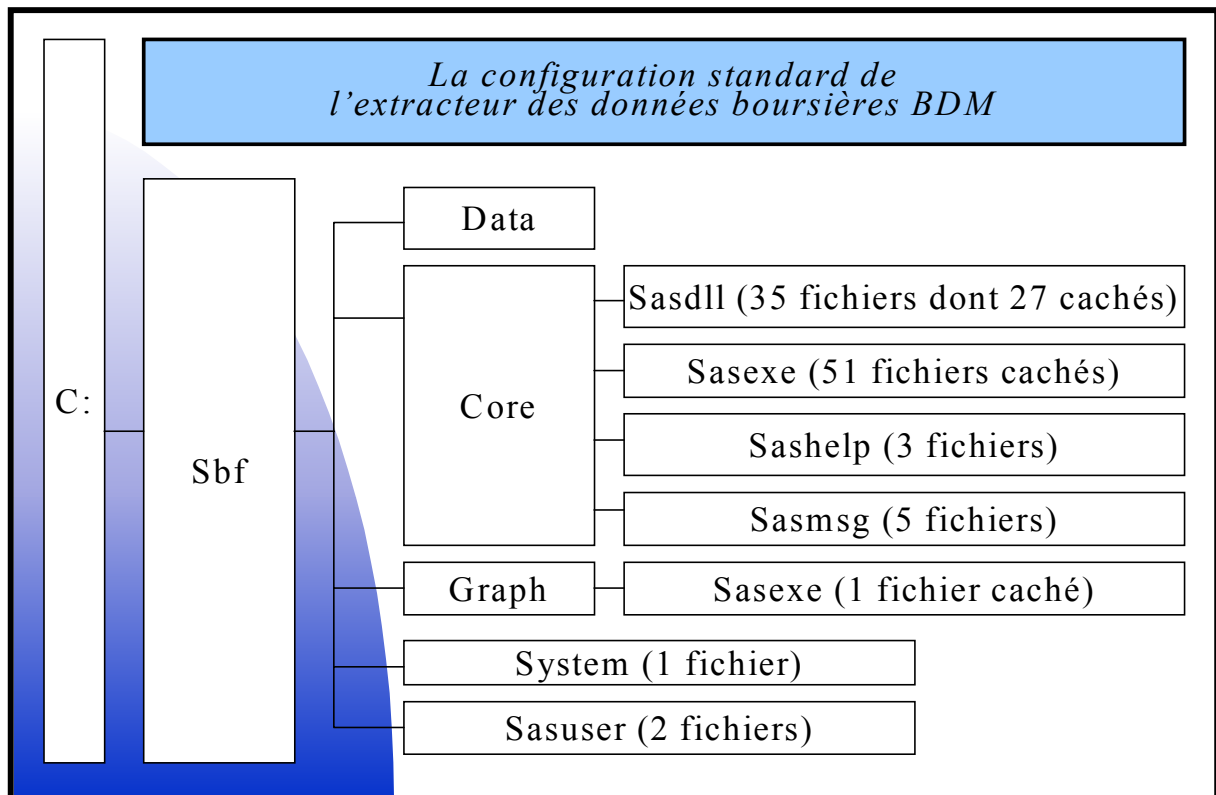 La configuration standard de
l'extracteur des données boursières BDM
C:
Sbf
Data
Core
Sasdll (35 fichiers dont 27 cachés)
Sasexe (51 fichiers cachés)
Sashelp (3 fichiers)
Sasmsg (5 fichiers)
Graph
Sasexe (1 fichier caché)
System (1 fichier)
Sasuser (2 fichiers)